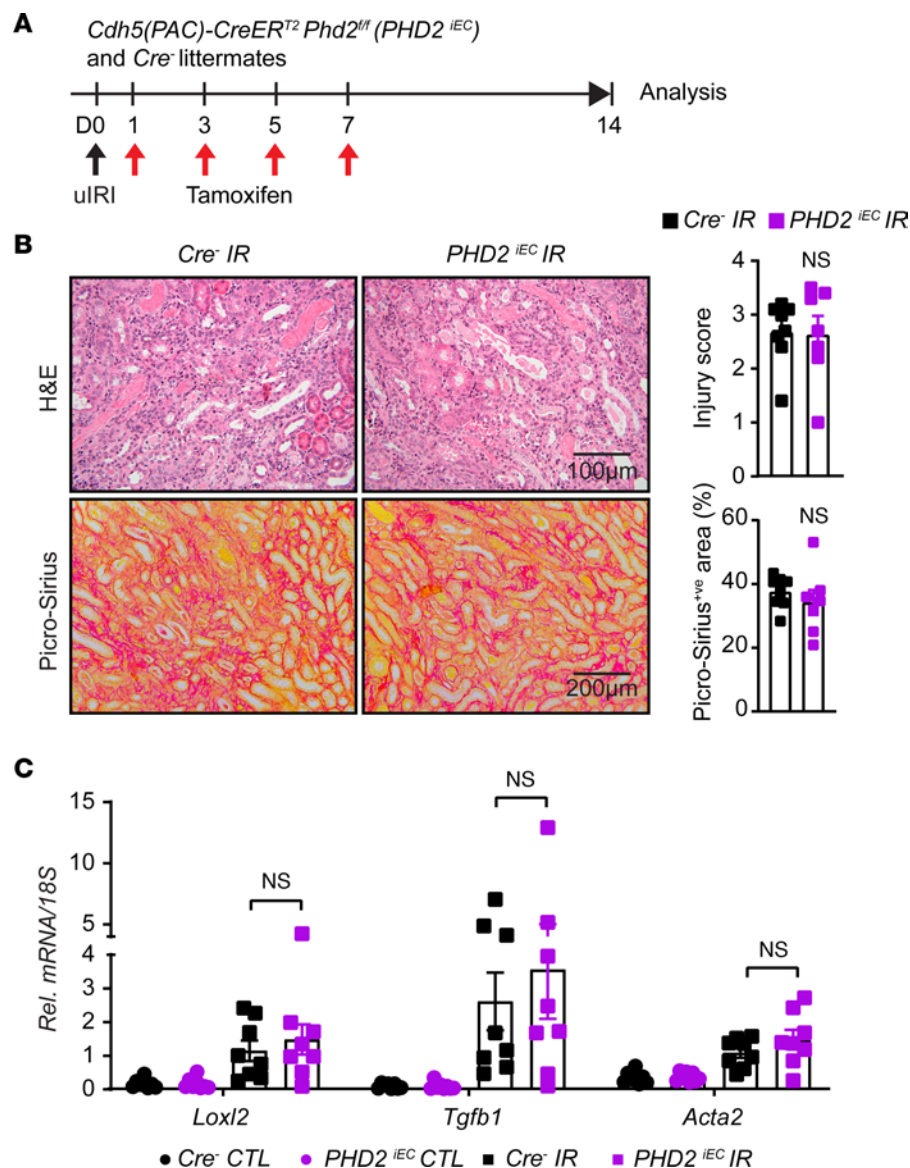 A
Cdh5(PAC)-CreERT2 Phd2f/f (PHD2 iEC)
and Cre- littermates
Analysis
D0 1 3 5 7 14
uIRI Tamoxifen
Cre- IR PHD2 iEC IR
B
Cre- IR PHD2 iEC IR
H&E
100µm
Picro-Sirius
200µm
Injury score
4
3
2
1
0
NS
Picro-Sirius+ve area (%)
60
40
20
0
NS
C
Rel. mRNA/18S
15
10
5
4
3
2
1
0
NS
NS
NS
Loxl2 Tgfb1 Acta2
Cre- CTL PHD2 iEC CTL Cre- IR PHD2 iEC IR